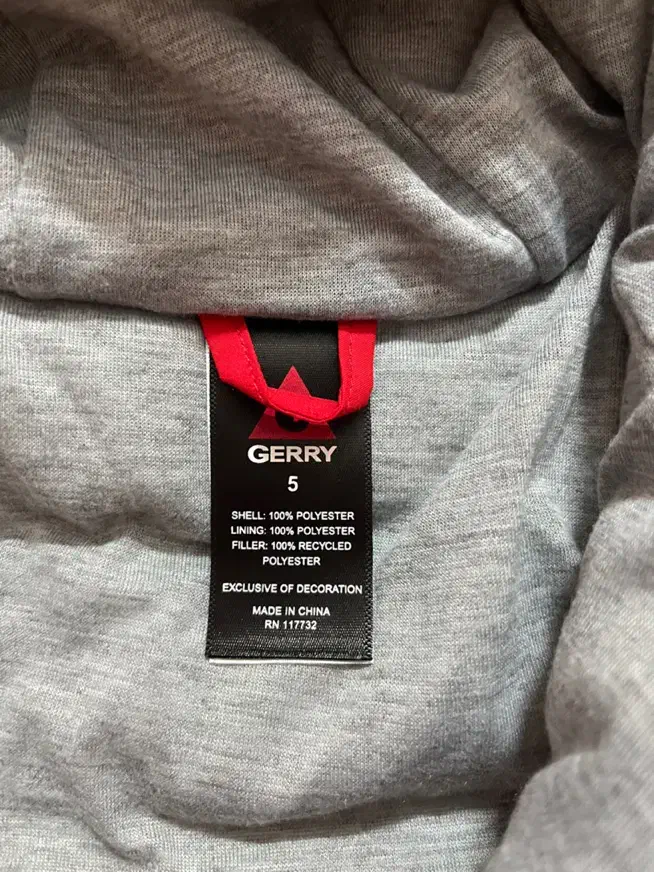 GERRY
5
SHELL: 100% POLYESTER
LINING: 100% POLYESTER
FILLER: 100% RECYCLED
POLYESTER
EXCLUSIVE OF DECORATION
MADE IN CHINA
RN 117732